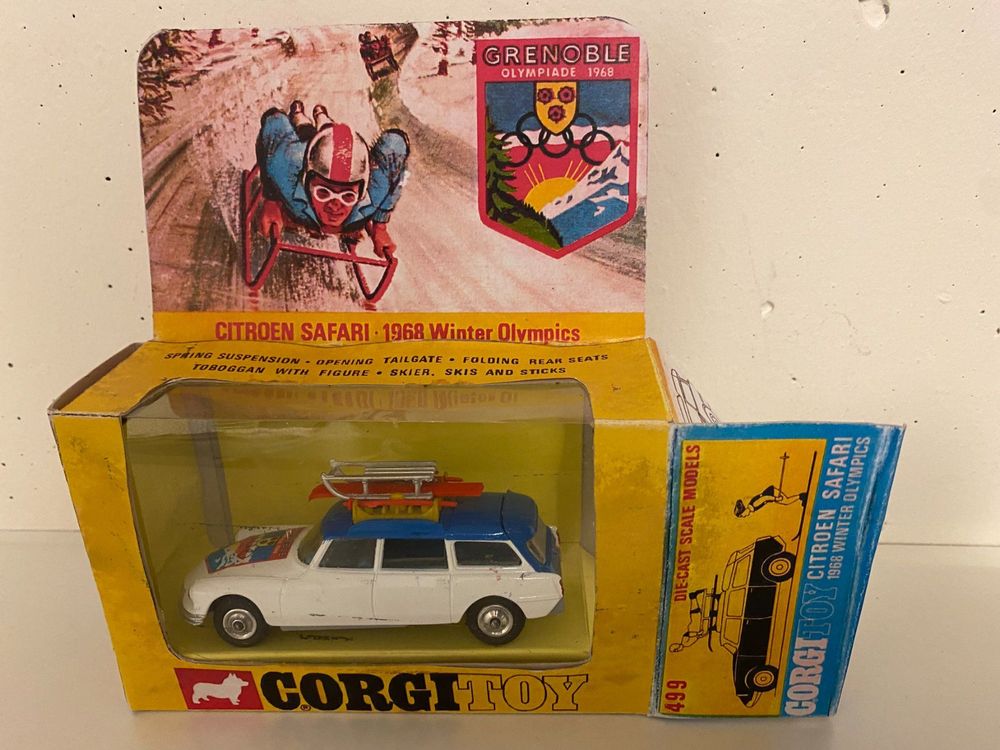 GRENOBLE
OLYMPIADE 1968
CITROEN SAFARI · 1968 Winter Olympics
SPRING SUSPENSION • OPENING TAILGATE • FOLDING REAR SEATS
TOBOGGAN WITH FIGURE • SKIER, SKIS AND STICKS
CORGI TOY
®
499
DIE-CAST SCALE MODELS
CORGI TOY
CITROEN SAFARI
1968 WINTER OLYMPICS